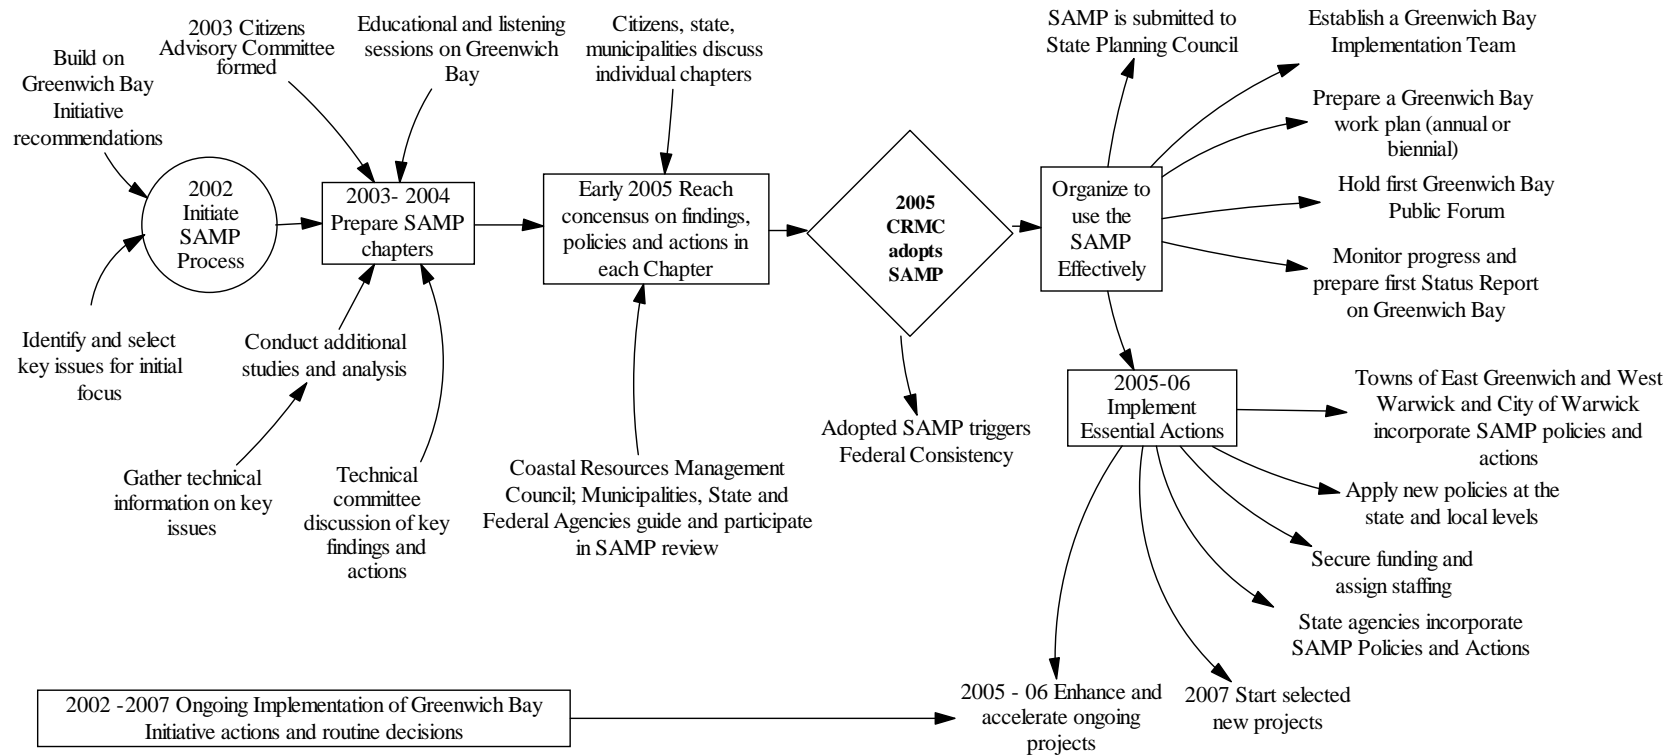 Build on
Greenwich Bay
Initiative
recommendations
2003 Citizens
Advisory Committee
formed
Educational and listening
sessions on Greenwich
Bay
Citizens, state,
municipalities discuss
individual chapters
SAMP is submitted to
State Planning Council
Establish a Greenwich Bay
Implementation Team
Prepare a Greenwich Bay
work plan (annual or
biennial)
Hold first Greenwich Bay
Public Forum
Monitor progress and
prepare first Status Report
on Greenwich Bay
2002
Initiate
SAMP
Process
2003- 2004
Prepare SAMP
chapters
Early 2005 Reach
concensus on findings,
policies and actions in
each Chapter
2005
CRMC
adopts
SAMP
Organize to
use the
SAMP
Effectively
Identify and select
key issues for initial
focus
Conduct additional
studies and analysis
Gather technical
information on key
issues
Technical
committee
discussion of key
findings and
actions
Coastal Resources Management
Council; Municipalities, State and
Federal Agencies guide and participate
in SAMP review
Adopted SAMP triggers
Federal Consistency
2005-06
Implement
Essential Actions
Towns of East Greenwich and West
Warwick and City of Warwick
incorporate SAMP policies and
actions
Apply new policies at the
state and local levels
Secure funding and
assign staffing
State agencies incorporate
SAMP Policies and Actions
2007 Start selected
new projects
2005 - 06 Enhance and
accelerate ongoing
projects
2002 -2007 Ongoing Implementation of Greenwich Bay
Initiative actions and routine decisions